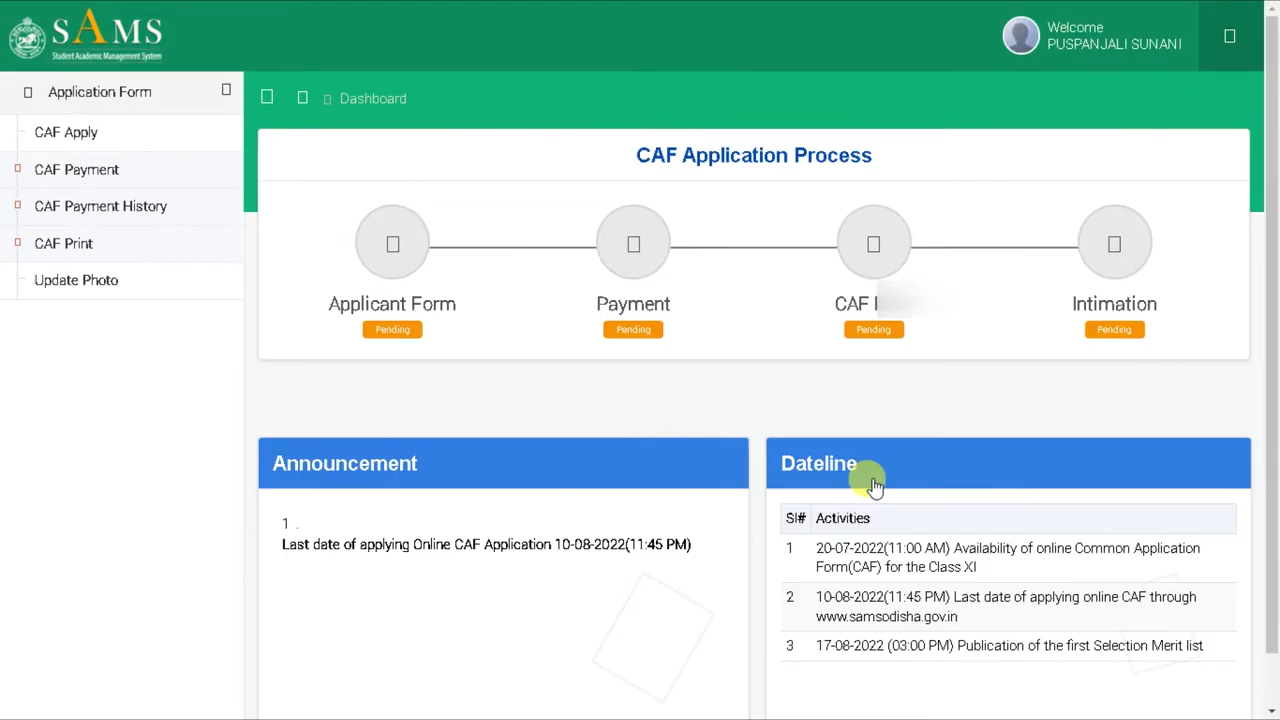 SAMS
Student Academic Management System
Welcome
PUSPANJALI SUNANI
Application Form
CAF Apply
CAF Payment
CAF Payment History
CAF Print
Update Photo
Dashboard
CAF Application Process
Applicant Form
Pending
Payment
Pending
CAF
Pending
Intimation
Pending
Announcement
1 .
Last date of applying Online CAF Application 10-08-2022(11:45 PM)
Dateline
Sl# Activities
1 20-07-2022(11:00 AM) Availability of online Common Application
Form(CAF) for the Class XI
2 10-08-2022(11:45 PM) Last date of applying online CAF through
www.samsodisha.gov.in
3 17-08-2022 (03:00 PM) Publication of the first Selection Merit list